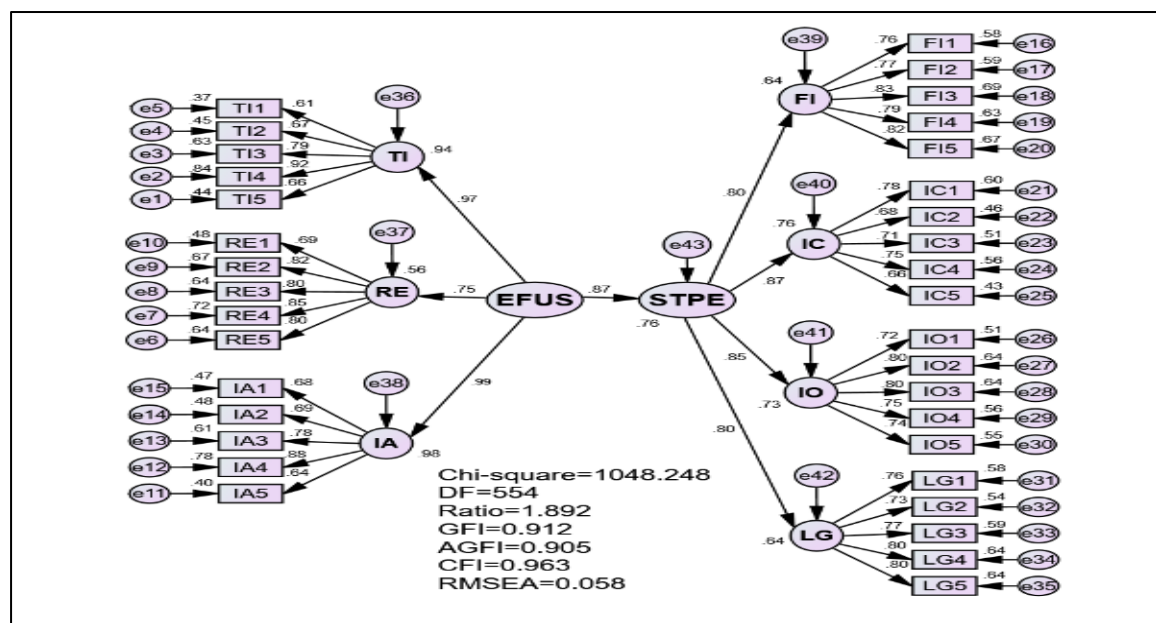 e5 .37 TI1 .61
e4 .45 TI2 .67
e3 .63 TI3 .79
e2 .84 TI4 .92
e1 .44 TI5 .66
e36
TI .94
.97
e10 .48 RE1 .69
e9 .67 RE2 .82
e8 .64 RE3 .80
e7 .72 RE4 .85
e6 .64 RE5 .80
e37
RE .56
.75
EFUS .87 STPE
.76
e43
e15 .47 IA1 .68
e14 .48 IA2 .69
e13 .61 IA3 .78
e12 .78 IA4 .88
e11 .40 IA5 .64
e38
IA .98
.99
Chi-square=1048.248
DF=554
Ratio=1.892
GFI=0.912
AGFI=0.905
CFI=0.963
RMSEA=0.058
e39
.64 FI
.80
.76 FI1 .58 e16
.77 FI2 .59 e17
.83 FI3 .69 e18
.79 FI4 .63 e19
.82 FI5 .67 e20
e40
.76 IC
.87
.78 IC1 .60 e21
.68 IC2 .46 e22
.71 IC3 .51 e23
.75 IC4 .56 e24
.66 IC5 .43 e25
e41
.73 IO
.85
.72 IO1 .51 e26
.80 IO2 .64 e27
.80 IO3 .64 e28
.75 IO4 .56 e29
.74 IO5 .55 e30
e42
.64 LG
.80
.76 LG1 .58 e31
.73 LG2 .54 e32
.77 LG3 .59 e33
.80 LG4 .64 e34
.80 LG5 .64 e35